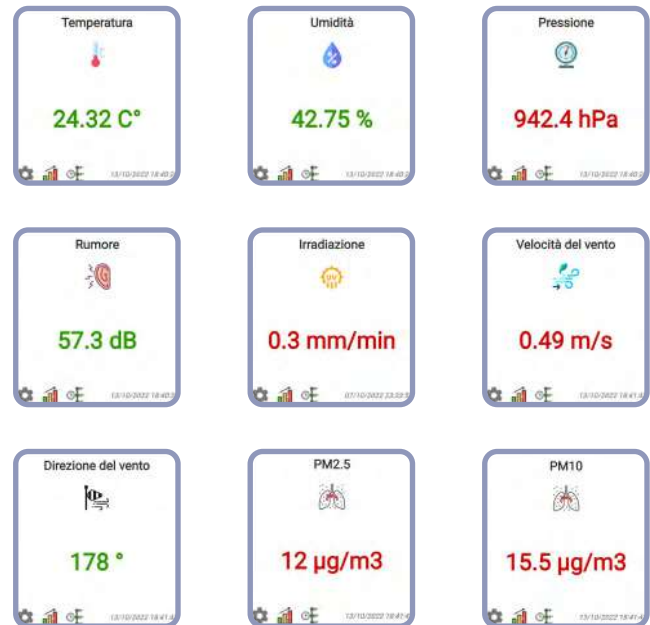 Temperatura
24.32 C°
Umidità
42.75 %
Pressione
942.4 hPa
Rumore
57.3 dB
Irradiazione
UV
0.3 mm/min
Velocità del vento
0.49 m/s
Direzione del vento
178 °
PM2.5
12 µg/m3
PM10
15.5 µg/m3